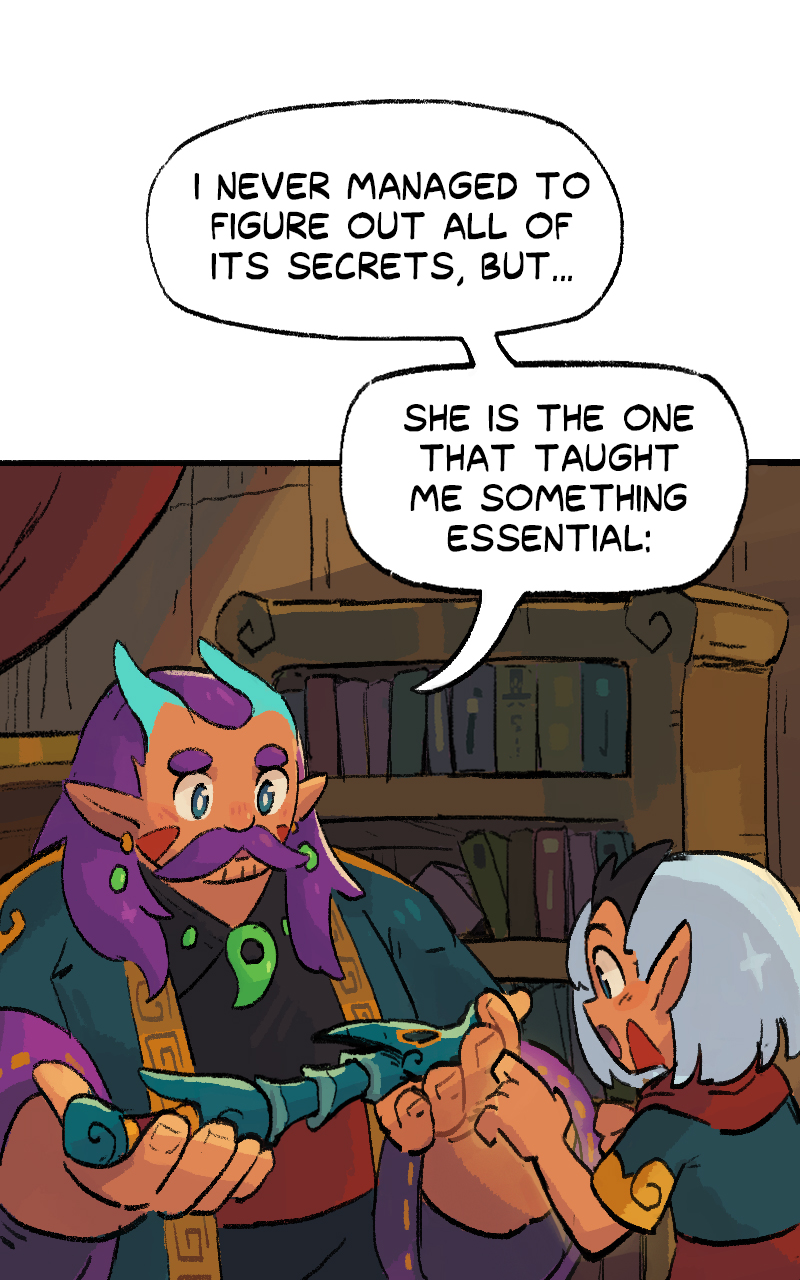 I NEVER MANAGED TO
FIGURE OUT ALL OF
ITS SECRETS, BUT...
SHE IS THE ONE
THAT TAUGHT
ME SOMETHING
ESSENTIAL: